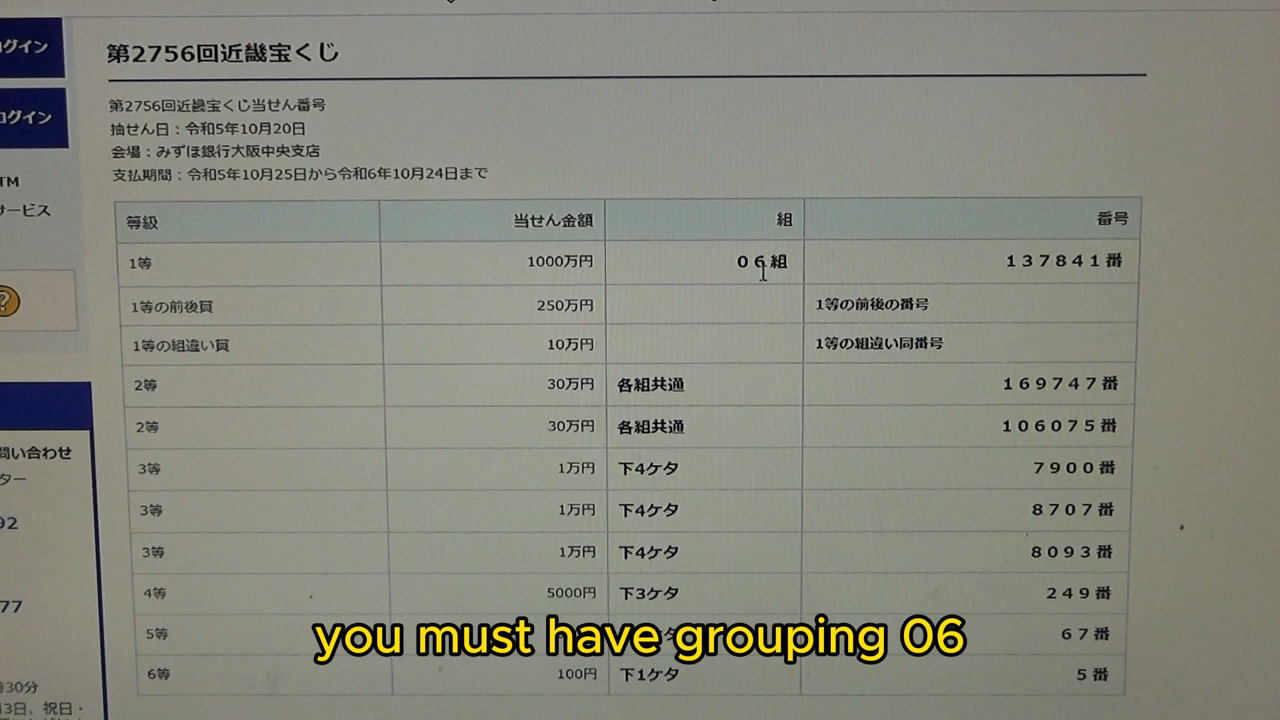 ログイン
ログイン
TM
サービス
問い合わせ
ター
92
77
時30分
第2756回近畿宝くじ
第2756回近畿宝くじ当せん番号
抽せん日：令和5年10月20日
会場：みずほ銀行大阪中央支店
支払期間：令和5年10月25日から令和6年10月24日まで
等級 当せん金額 組 番号
1等 1000万円 06組 137841番
1等の前後賞 250万円 1等の前後の番号
1等の組違い賞 10万円 1等の組違い同番号
2等 30万円 各組共通 169747番
2等 30万円 各組共通 106075番
3等 1万円 下4ケタ 7900番
3等 1万円 下4ケタ 8707番
3等 1万円 下4ケタ 8093番
4等 5000円 下3ケタ 249番
5等 67番
6等 100円 下1ケタ 5番
you must have grouping 06